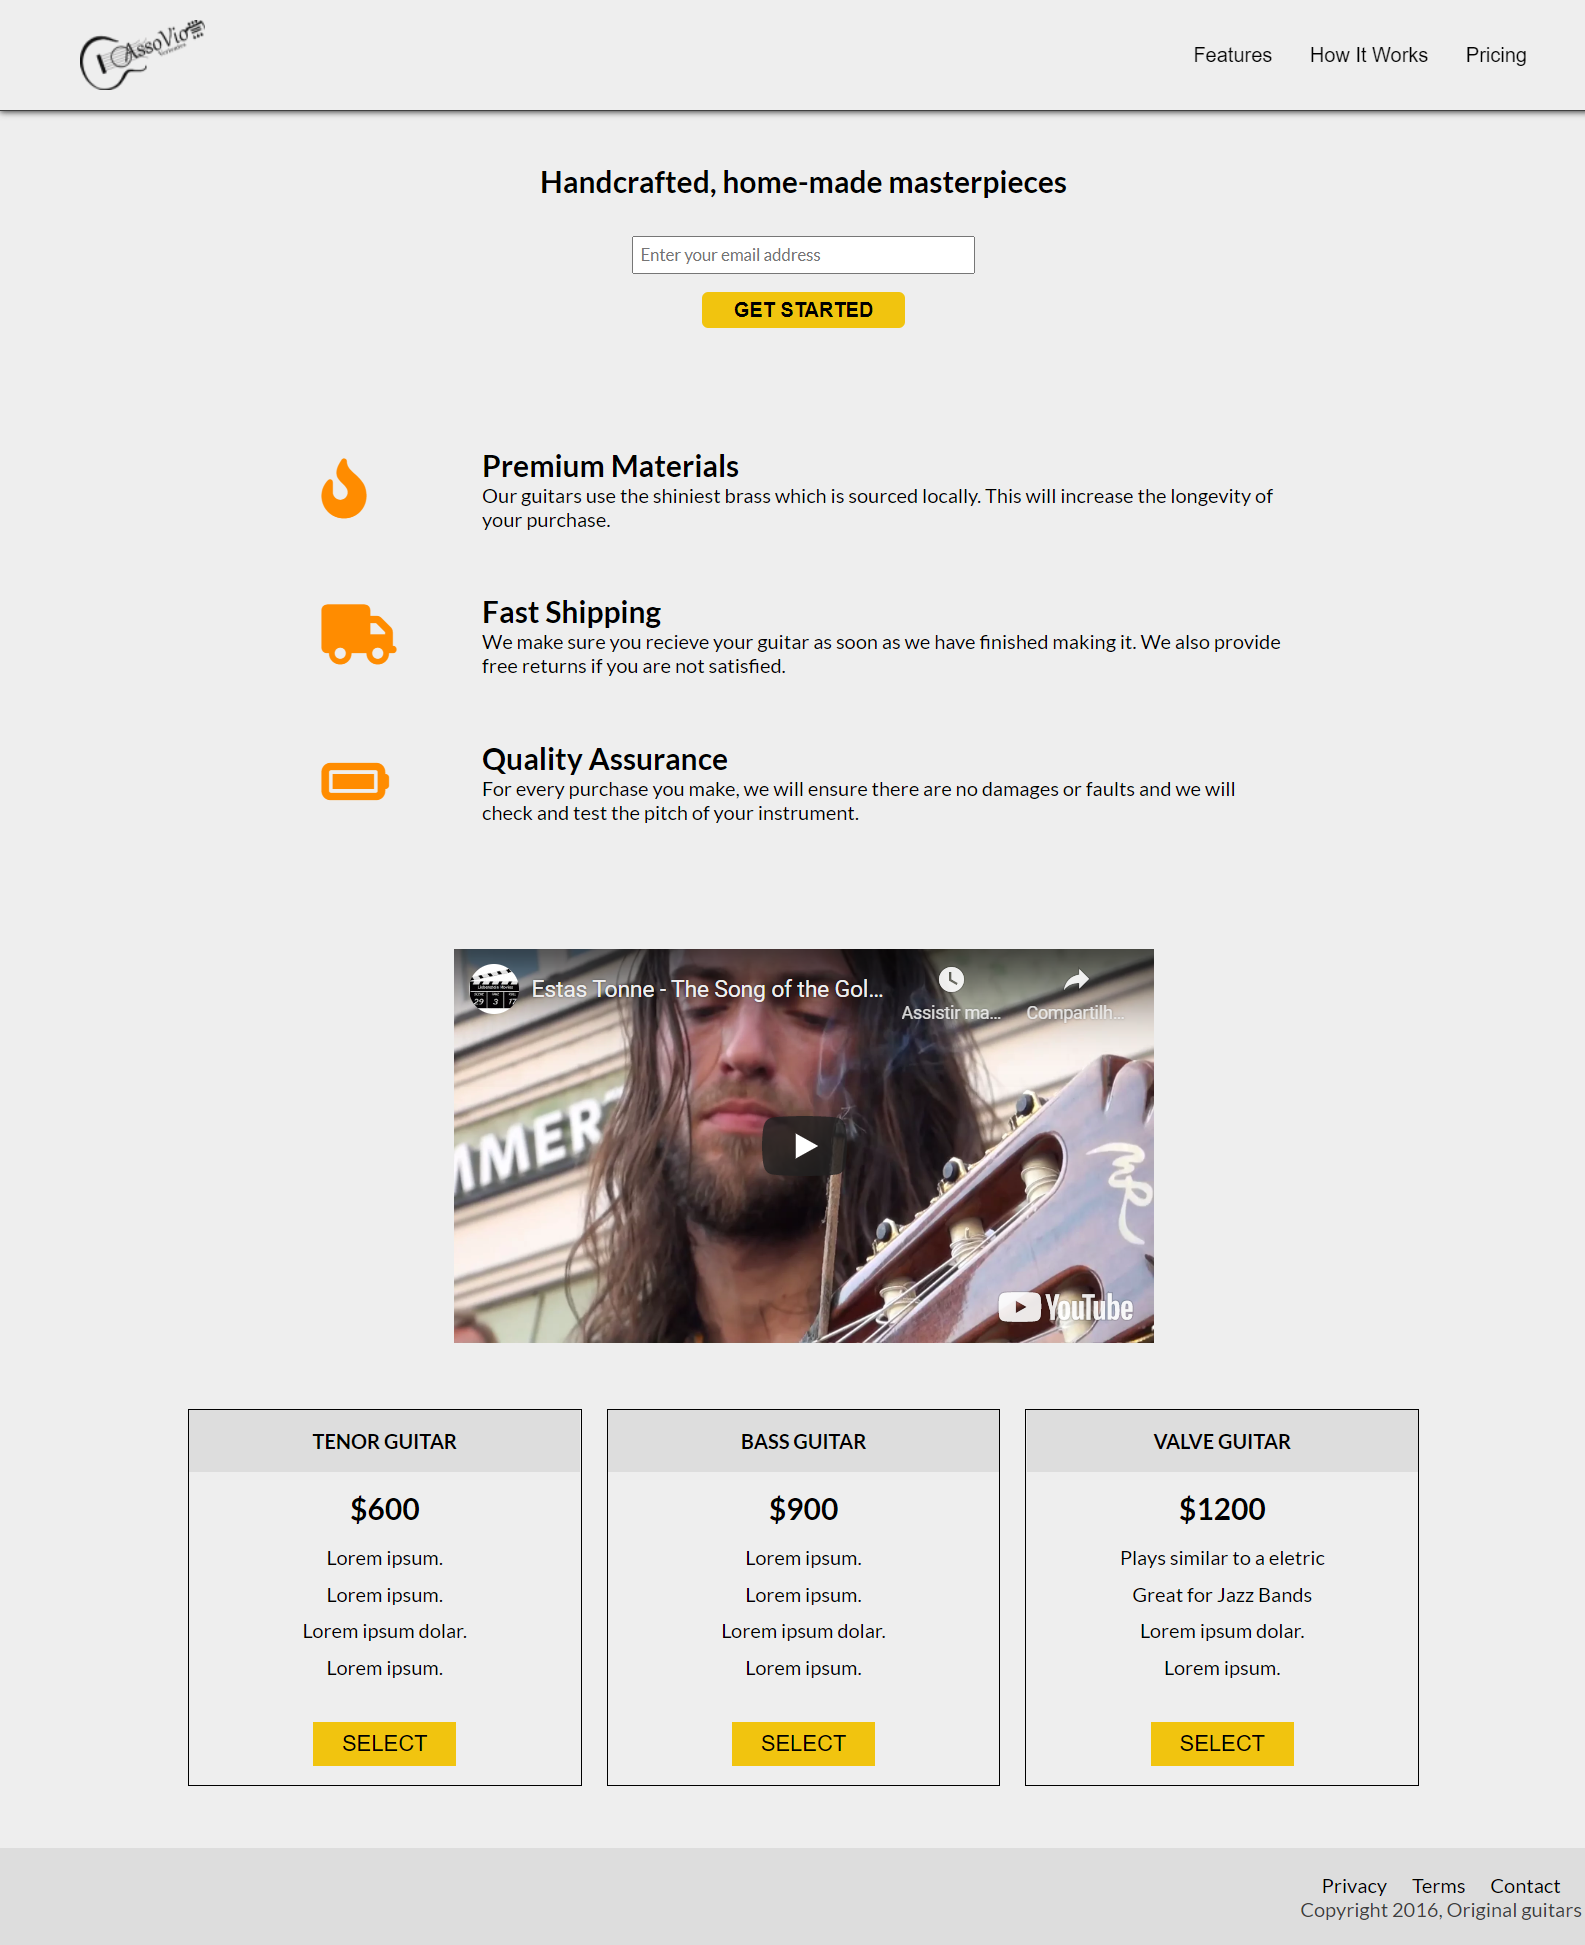 AssoVio
Features How It Works Pricing
Handcrafted, home-made masterpieces
Enter your email address
GET STARTED
Premium Materials
Our guitars use the shiniest brass which is sourced locally. This will increase the longevity of
your purchase.
Fast Shipping
We make sure you recieve your guitar as soon as we have finished making it. We also provide
free returns if you are not satisfied.
Quality Assurance
For every purchase you make, we will ensure there are no damages or faults and we will
check and test the pitch of your instrument.
Estas Tonne - The Song of the Gol...
Assistir ma... Compartilh...
29 3 17
MMER
YouTube
TENOR GUITAR
$600
Lorem ipsum.
Lorem ipsum.
Lorem ipsum dolar.
Lorem ipsum.
SELECT
BASS GUITAR
$900
Lorem ipsum.
Lorem ipsum.
Lorem ipsum dolar.
Lorem ipsum.
SELECT
VALVE GUITAR
$1200
Plays similar to a eletric
Great for Jazz Bands
Lorem ipsum dolar.
Lorem ipsum.
SELECT
Privacy Terms Contact
Copyright 2016, Original guitars